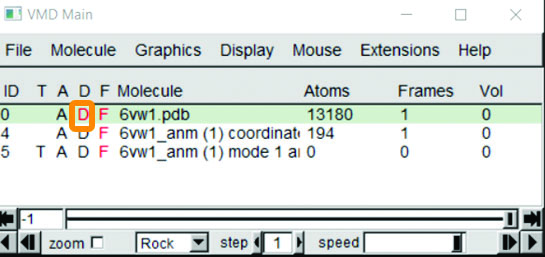 VMD Main
File Molecule Graphics Display Mouse Extensions Help
ID T A D F Molecule Atoms Frames Vol
0 A D F 6vw1.pdb 13180 1 0
4 A D F 6vw1_anm (1) coordinate 194 1 0
5 T A D F 6vw1_anm (1) mode 1 a 0 0 0
-1
zoom Rock step 1 speed